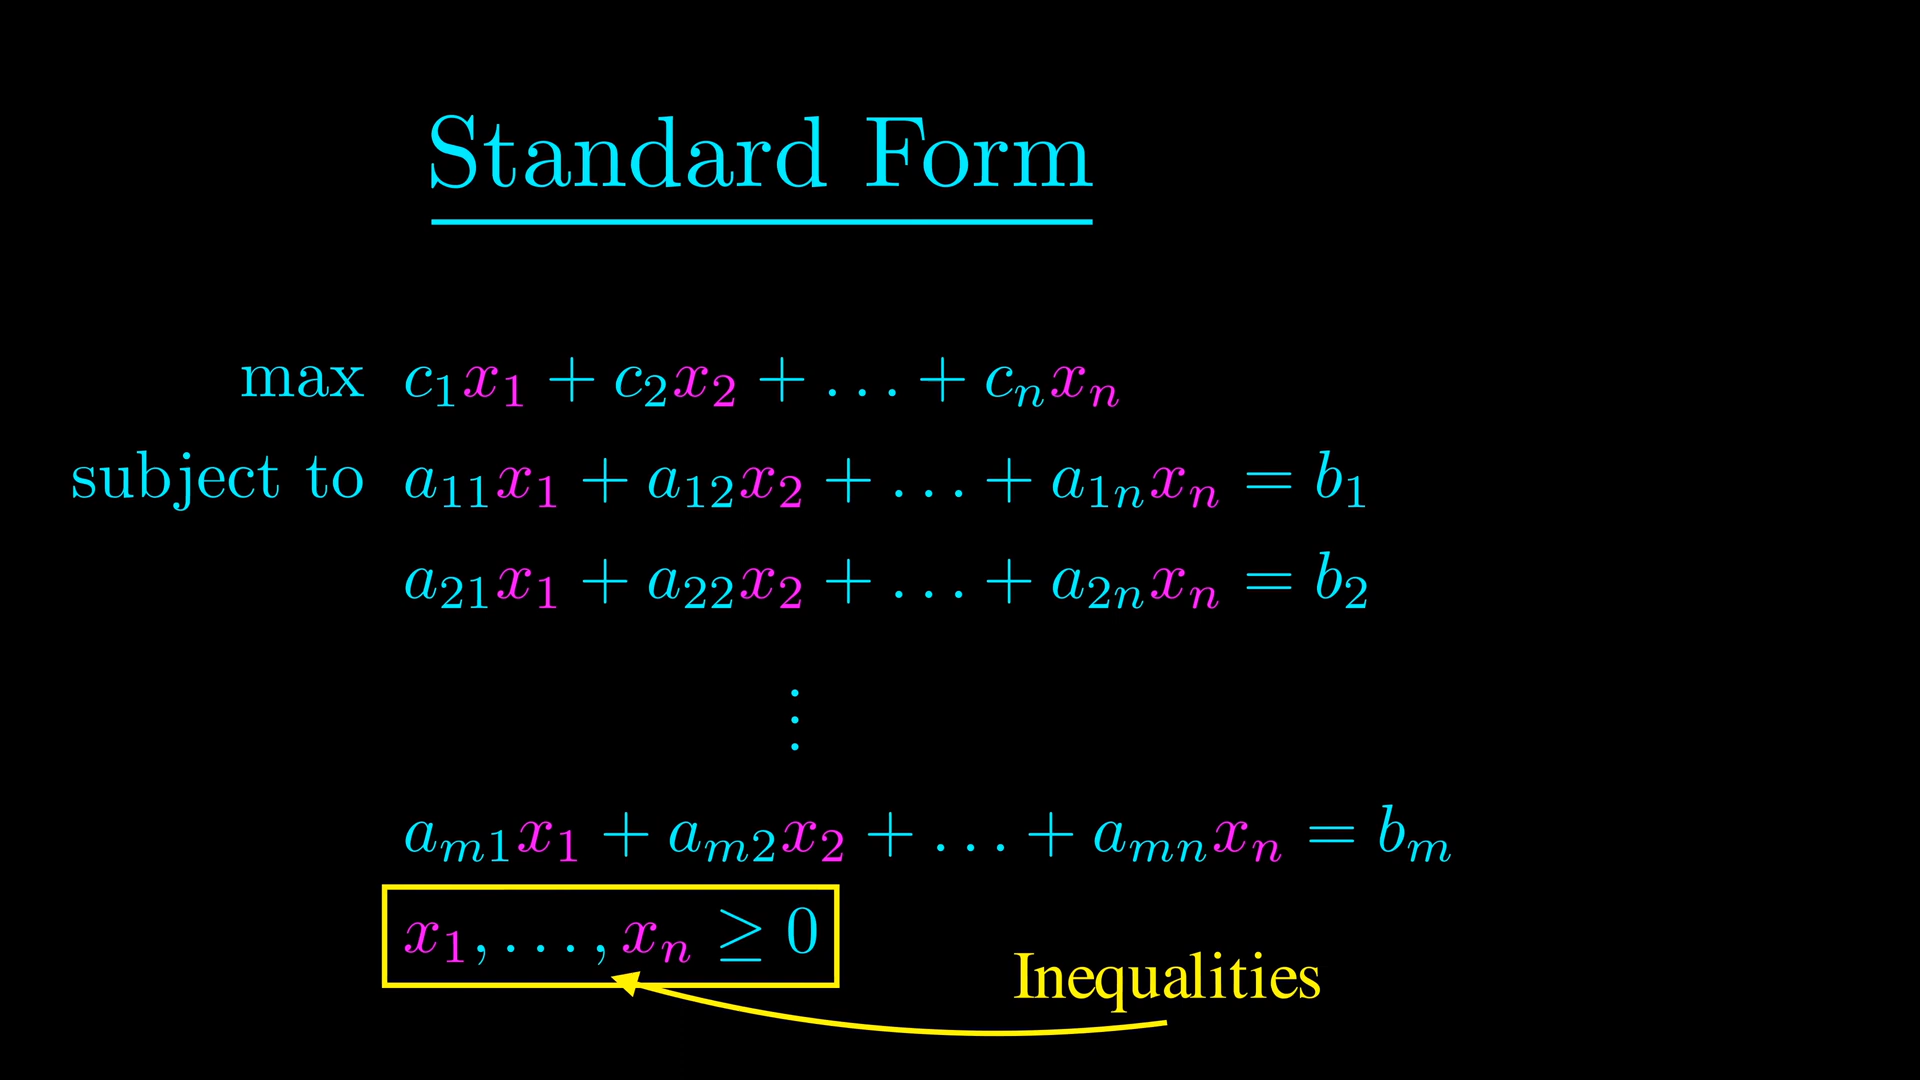 Standard Form
max c₁x₁ + c₂x₂ + … + cₙxₙ
subject to a₁₁x₁ + a₁₂x₂ + … + a₁ₙxₙ = b₁
a₂₁x₁ + a₂₂x₂ + … + a₂ₙxₙ = b₂
⋮
aₘ₁x₁ + aₘ₂x₂ + … + aₘₙxₙ = bₘ
x₁, …, xₙ ≥ 0
Inequalities